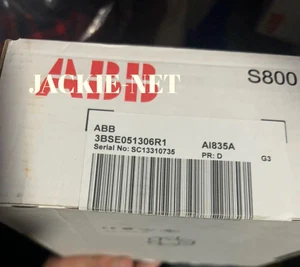 ABB
JACKIE-NET
S800
ABB
3BSE051306R1 AI835A
Serial No: SC13310735 PR: D G3